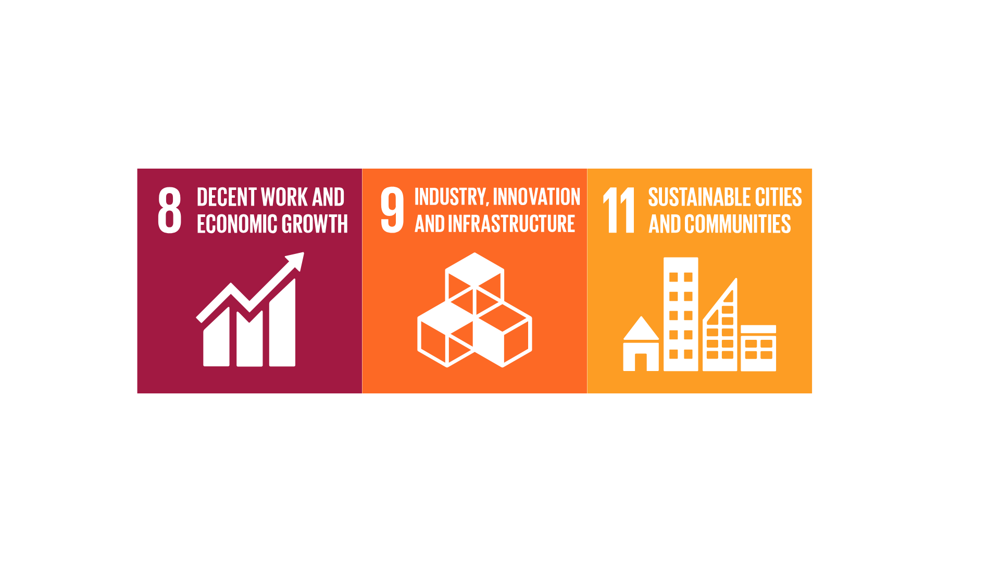 8
DECENT WORK AND
ECONOMIC GROWTH
9
INDUSTRY, INNOVATION
AND INFRASTRUCTURE
11
SUSTAINABLE CITIES
AND COMMUNITIES